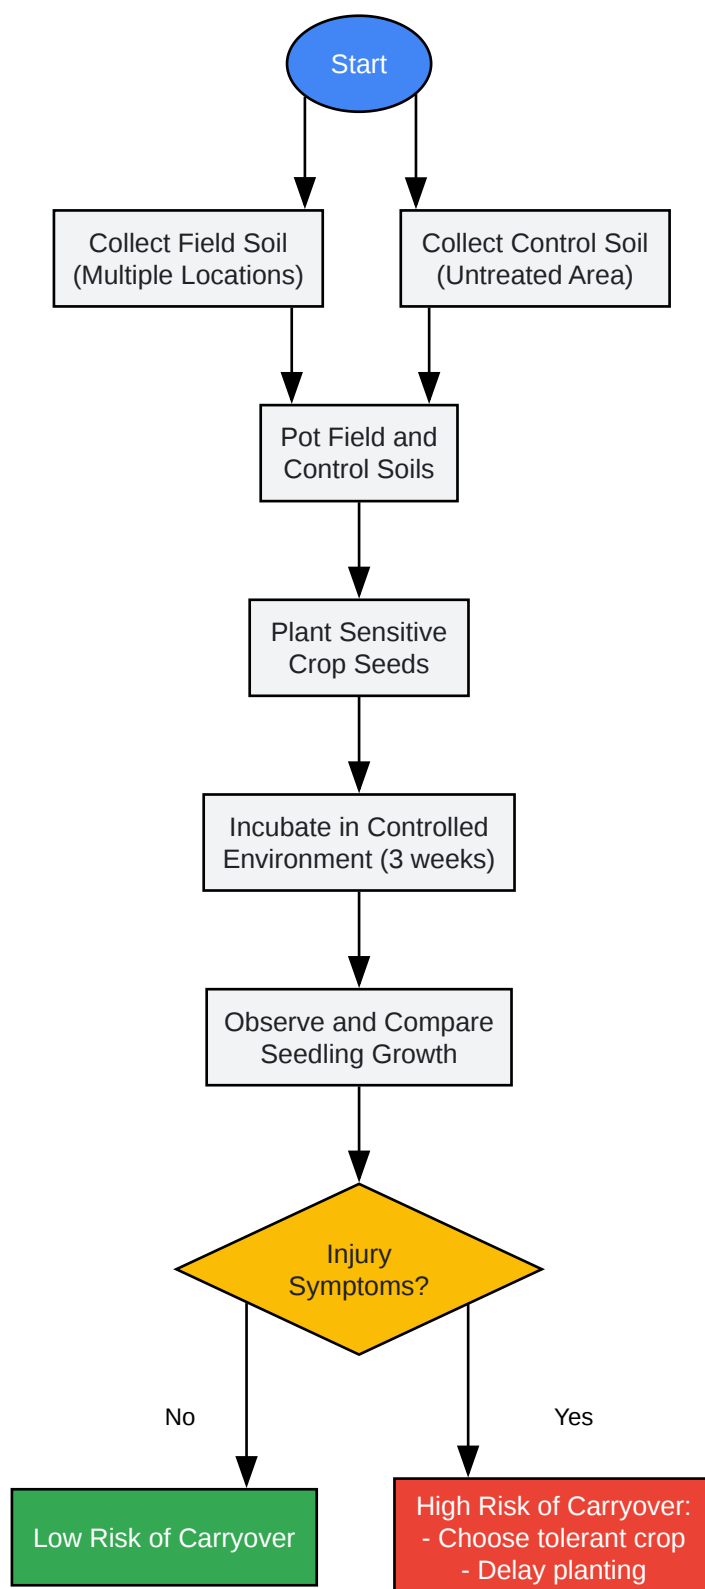 Start
Collect Field Soil
(Multiple Locations)
Collect Control Soil
(Untreated Area)
Pot Field and
Control Soils
Plant Sensitive
Crop Seeds
Incubate in Controlled
Environment (3 weeks)
Observe and Compare
Seedling Growth
Injury
Symptoms?
No
Yes
Low Risk of Carryover
High Risk of Carryover:
- Choose tolerant crop
- Delay planting